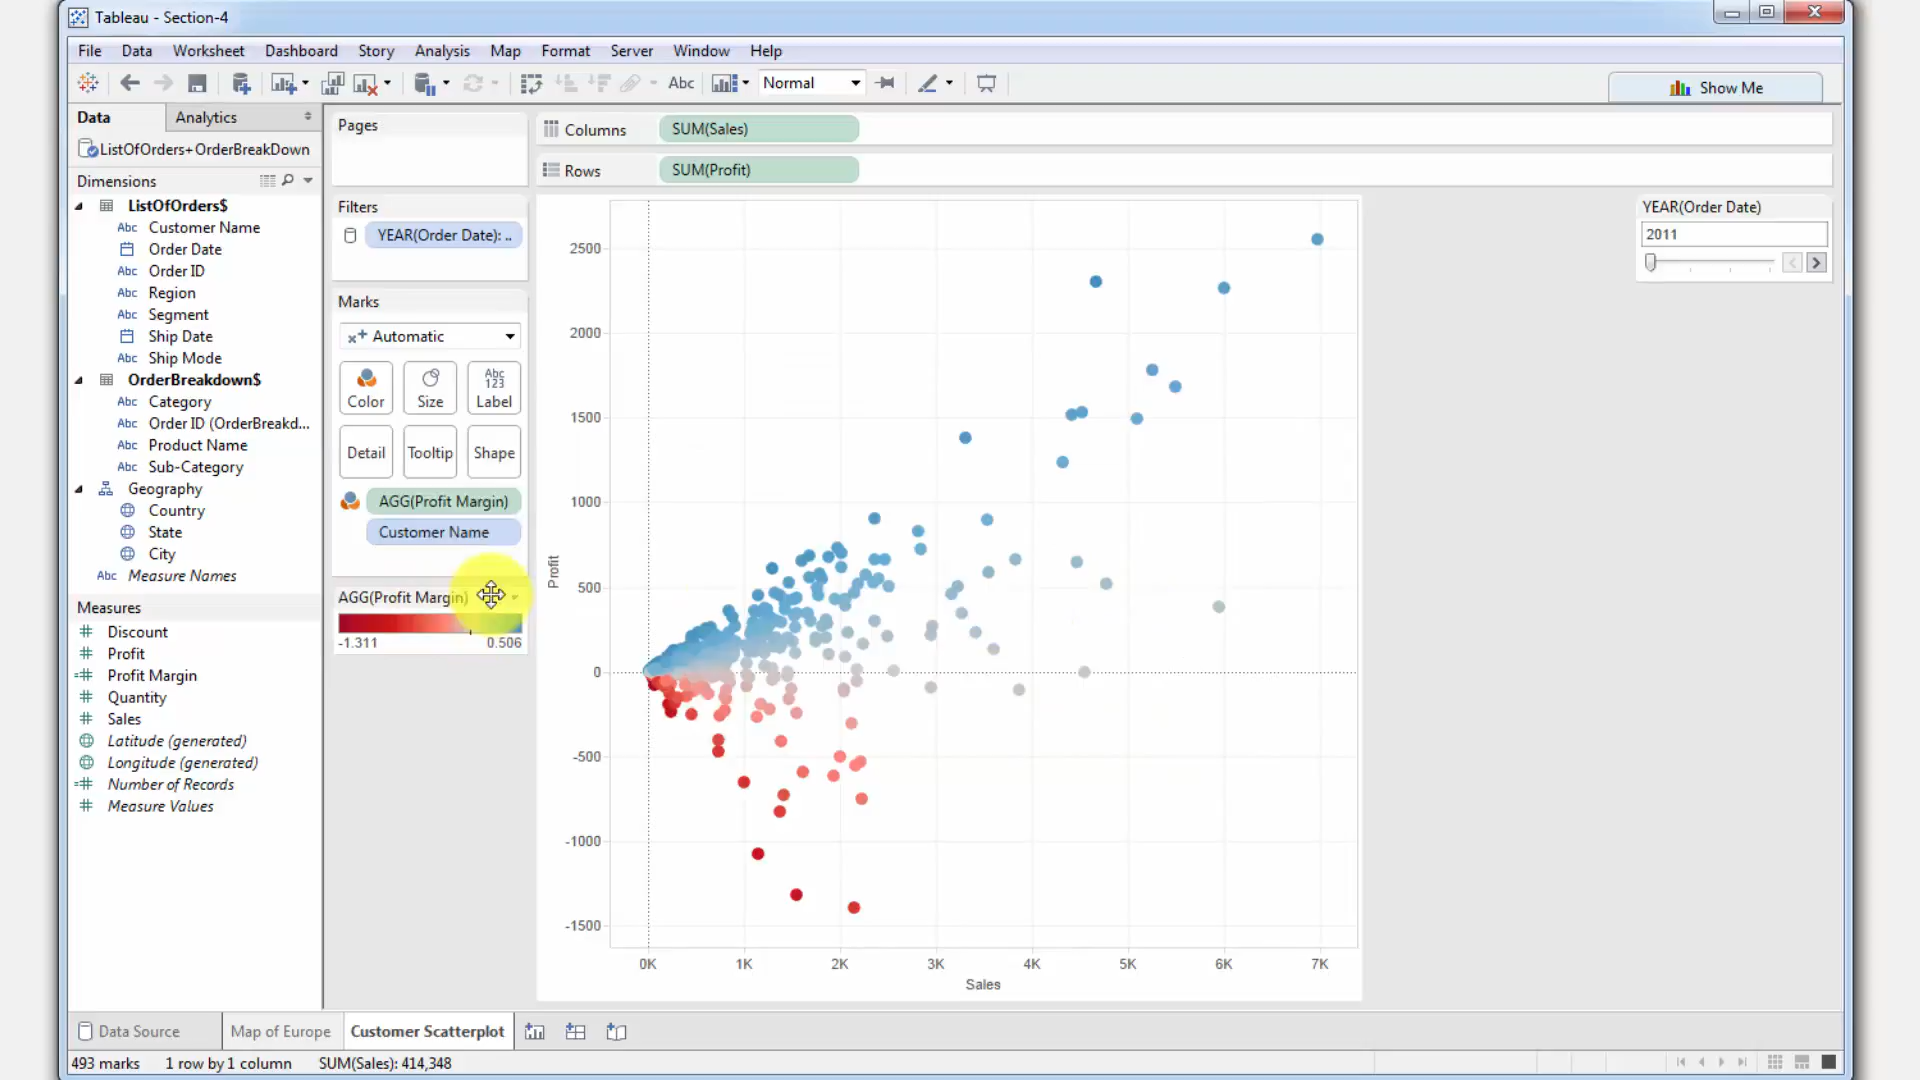 Tableau - Section-4
File Data Worksheet Dashboard Story Analysis Map Format Server Window Help
Abc Normal Show Me
Data Analytics
ListOfOrders+OrderBreakDown
Dimensions
ListOfOrders$
Abc Customer Name
Order Date
Abc Order ID
Abc Region
Abc Segment
Ship Date
Abc Ship Mode
OrderBreakdown$
Abc Category
Abc Order ID (OrderBreakd...
Abc Product Name
Abc Sub-Category
Geography
Country
State
City
Abc Measure Names
Measures
Discount
Profit
Profit Margin
Quantity
Sales
Latitude (generated)
Longitude (generated)
Number of Records
Measure Values
Pages
Filters
YEAR(Order Date): ..
Marks
Automatic
Color Size Abc 123 Label
Detail Tooltip Shape
AGG(Profit Margin)
Customer Name
AGG(Profit Margin)
-1.311 0.506
Columns SUM(Sales)
Rows SUM(Profit)
Profit
2500
2000
1500
1000
500
0
-500
-1000
-1500
0K 1K 2K 3K 4K 5K 6K 7K
Sales
YEAR(Order Date)
2011
Data Source Map of Europe Customer Scatterplot
493 marks 1 row by 1 column SUM(Sales): 414,348